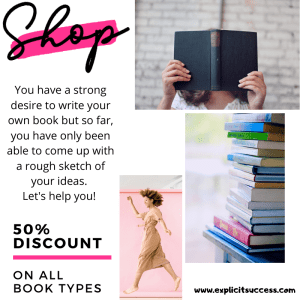 Shop
You have a strong
desire to write your
own book but so far,
you have only been
able to come up with
a rough sketch of
your ideas.
Let's help you!
50%
DISCOUNT
ON ALL
BOOK TYPES
www.explicitsuccess.com